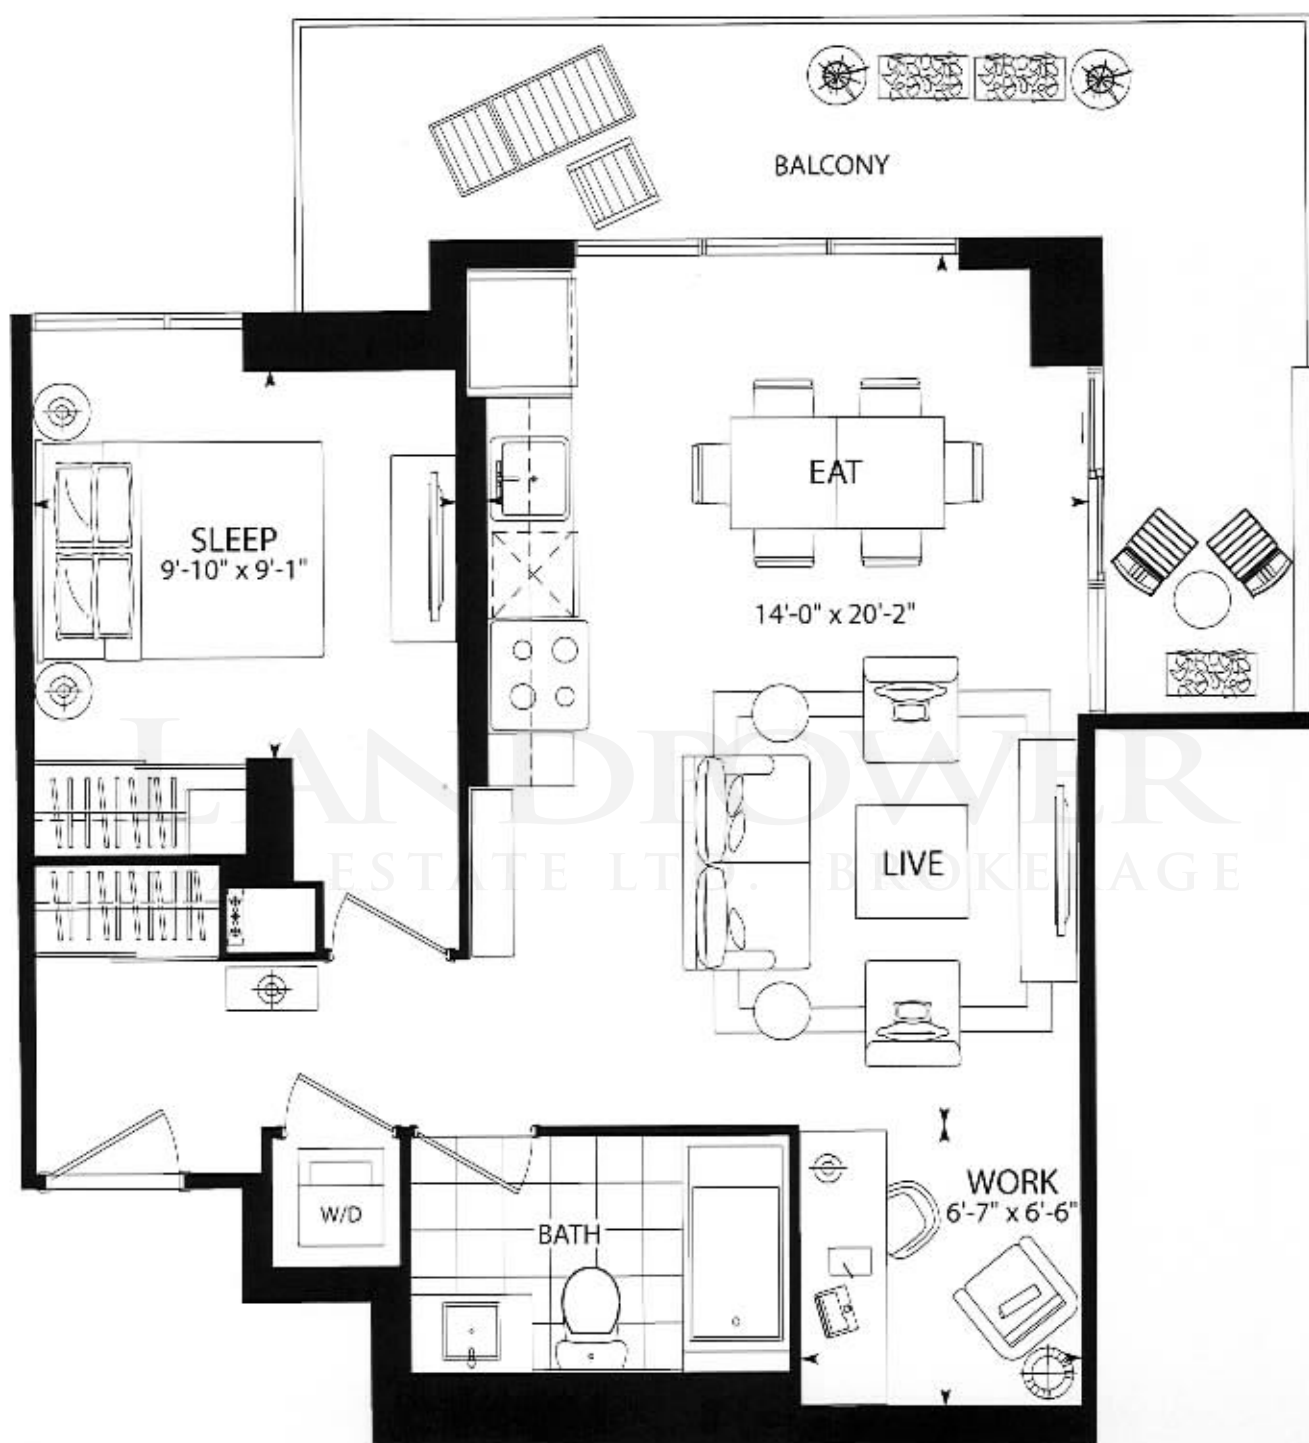 BALCONY
EAT
SLEEP
9'-10" x 9'-1"
14'-0" x 20'-2"
LANDPOWER
LIVE
REAL ESTATE LTD. BROKERAGE
WORK
6'-7" x 6'-6"
W/D
BATH